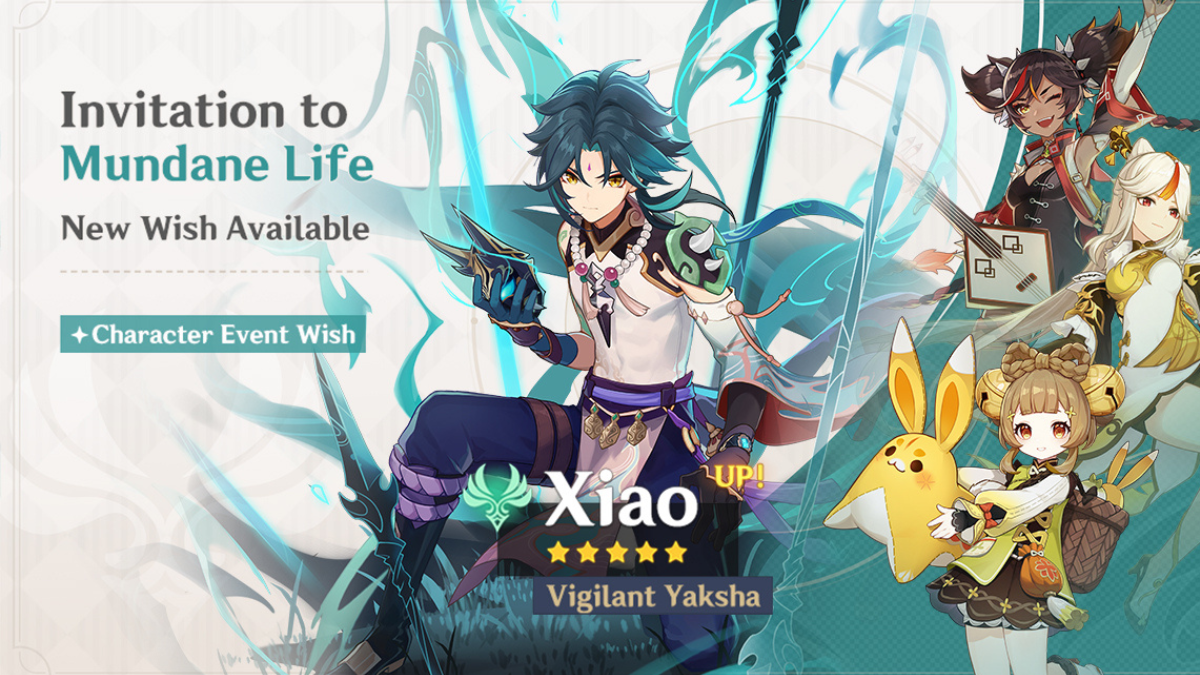 Invitation to
Mundane Life
New Wish Available
Character Event Wish
Xiao UP!
Vigilant Yaksha